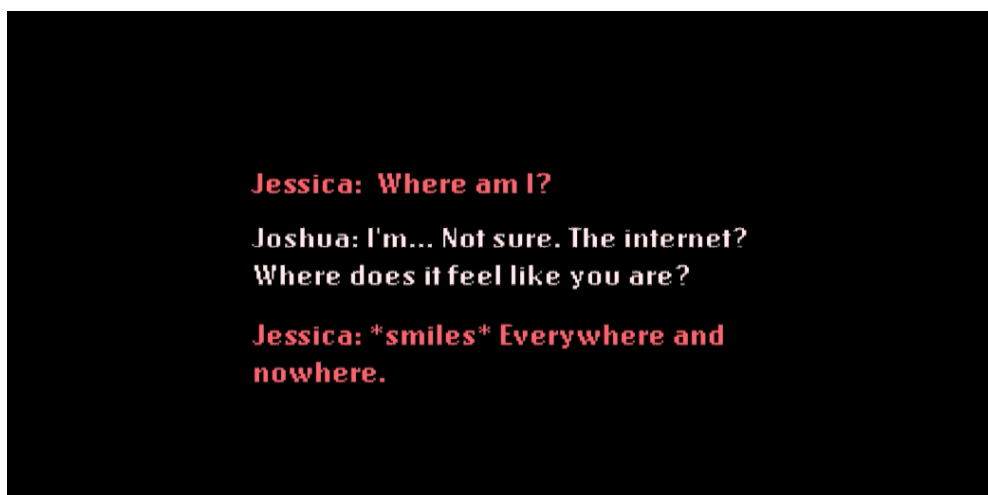 Jessica: Where am I?
Joshua: I'm... Not sure. The internet?
Where does it feel like you are?
Jessica: *smiles* Everywhere and
nowhere.